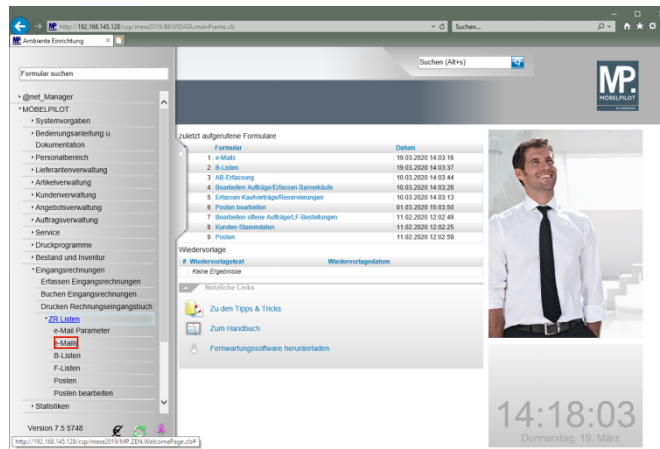 http://192.168.145.128/csp/mese2019/BEWIDATA.mainFrame.cls
Suchen...
Ambiente Einrichtung
Suchen (Alt+s)
Formular suchen
MP.
MÖBELPILOT
@net_Manager
MÖBELPILOT
Systemvorgaben
Bedienungsanleitung u.
Dokumentation
Personalbereich
Lieferantenverwaltung
Artikelverwaltung
Kundenverwaltung
Angebotsverwaltung
Auftragsverwaltung
Service
Druckprogramme
Bestand und Inventur
Eingangsrechnungen
Erfassen Eingangsrechnungen
Buchen Eingangsrechnungen
Drucken Rechnungseingangsbuch
ZR Listen
e-Mail Parameter
e-Mails
B-Listen
F-Listen
Posten
Posten bearbeiten
Statistiken
Version 7.5 5748
http://192.168.145.128/csp/mese2019/MP.ZEN.WelcomePage.cls#
zuletzt aufgerufene Formulare
Formular Datum
1 e-Mails 19.03.2020 14:03:16
2 B-Listen 19.03.2020 14:03:37
3 AB-Erfassung 10.03.2020 14:03:44
4 Bearbeiten Aufträge/Erfassen Barverkäufe 10.03.2020 14:03:28
5 Erfassen Kaufverträge/Reservierungen 10.03.2020 14:03:13
6 Posten bearbeiten 01.03.2020 15:03:50
7 Bearbeiten offene Aufträge/LF-Bestellungen 11.02.2020 12:02:49
8 Kunden-Stammdaten 11.02.2020 12:02:25
9 Posten 11.02.2020 12:02:59
Wiedervorlage
# Wiedervorlagetext Wiedervorlagedatum
Keine Ergebnisse
Nützliche Links
Zu den Tipps & Tricks
Zum Handbuch
Fernwartungssoftware herunterladen
14:18:03
Donnerstag, 19. März